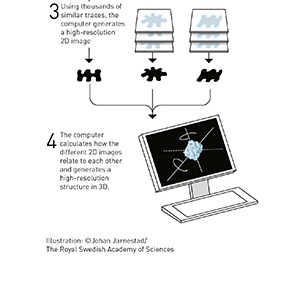 3 Using thousands of
similar traces, the
computer generates
a high-resolution
2D image
4 The computer
calculates how the
different 2D images
relate to each other
and generates a
high-resolution
structure in 3D.
Illustration: ©Johan Jarnestad/
The Royal Swedish Academy of Sciences